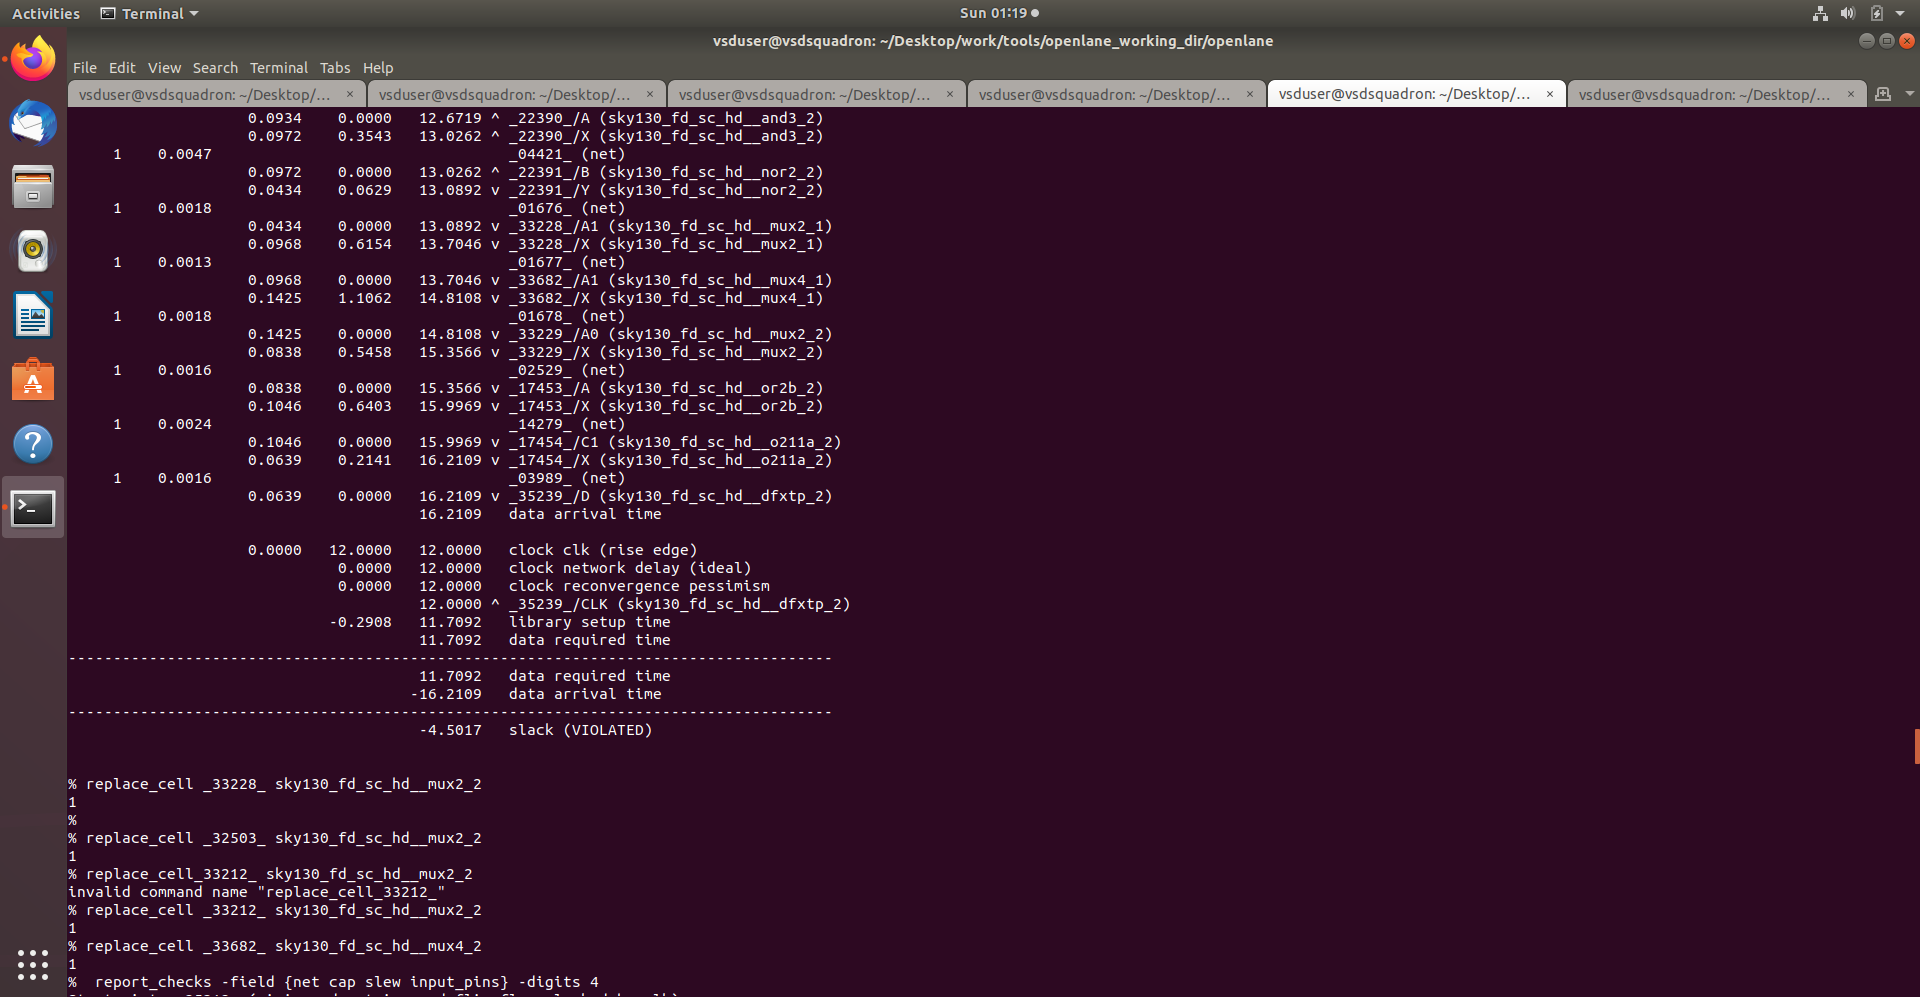 Activities Terminal Sun 01:19
vsduser@vsdsquadron: ~/Desktop/work/tools/openlane_working_dir/openlane
File Edit View Search Terminal Tabs Help
vsduser@vsdsquadron: ~/Desktop/... × vsduser@vsdsquadron: ~/Desktop/... × vsduser@vsdsquadron: ~/Desktop/... × vsduser@vsdsquadron: ~/Desktop/... × vsduser@vsdsquadron: ~/Desktop/... × vsduser@vsdsquadron: ~/Desktop/... ×
0.0934 0.0000 12.6719 ^ _22390_/A (sky130_fd_sc_hd__and3_2)
0.0972 0.3543 13.0262 ^ _22390_/X (sky130_fd_sc_hd__and3_2)
1 0.0047 _04421_ (net)
0.0972 0.0000 13.0262 ^ _22391_/B (sky130_fd_sc_hd__nor2_2)
0.0434 0.0629 13.0892 v _22391_/Y (sky130_fd_sc_hd__nor2_2)
1 0.0018 _01676_ (net)
0.0434 0.0000 13.0892 v _33228_/A1 (sky130_fd_sc_hd__mux2_1)
0.0968 0.6154 13.7046 v _33228_/X (sky130_fd_sc_hd__mux2_1)
1 0.0013 _01677_ (net)
0.0968 0.0000 13.7046 v _33682_/A1 (sky130_fd_sc_hd__mux4_1)
0.1425 1.1062 14.8108 v _33682_/X (sky130_fd_sc_hd__mux4_1)
1 0.0018 _01678_ (net)
0.1425 0.0000 14.8108 v _33229_/A0 (sky130_fd_sc_hd__mux2_2)
0.0838 0.5458 15.3566 v _33229_/X (sky130_fd_sc_hd__mux2_2)
1 0.0016 _02529_ (net)
0.0838 0.0000 15.3566 v _17453_/A (sky130_fd_sc_hd__or2b_2)
0.1046 0.6403 15.9969 v _17453_/X (sky130_fd_sc_hd__or2b_2)
1 0.0024 _14279_ (net)
0.1046 0.0000 15.9969 v _17454_/C1 (sky130_fd_sc_hd__o211a_2)
0.0639 0.2141 16.2109 v _17454_/X (sky130_fd_sc_hd__o211a_2)
1 0.0016 _03989_ (net)
0.0639 0.0000 16.2109 v _35239_/D (sky130_fd_sc_hd__dfxtp_2)
16.2109 data arrival time
0.0000 12.0000 12.0000 clock clk (rise edge)
0.0000 12.0000 clock network delay (ideal)
0.0000 12.0000 clock reconvergence pessimism
12.0000 ^ _35239_/CLK (sky130_fd_sc_hd__dfxtp_2)
-0.2908 11.7092 library setup time
11.7092 data required time
-------------------------------------------------------------------------------------
11.7092 data required time
-16.2109 data arrival time
-------------------------------------------------------------------------------------
-4.5017 slack (VIOLATED)
% replace_cell _33228_ sky130_fd_sc_hd__mux2_2
1
%
% replace_cell _32503_ sky130_fd_sc_hd__mux2_2
1
% replace_cell_33212_ sky130_fd_sc_hd__mux2_2
invalid command name "replace_cell_33212_"
% replace_cell _33212_ sky130_fd_sc_hd__mux2_2
1
% replace_cell _33682_ sky130_fd_sc_hd__mux4_2
1
% report_checks -field {net cap slew input_pins} -digits 4